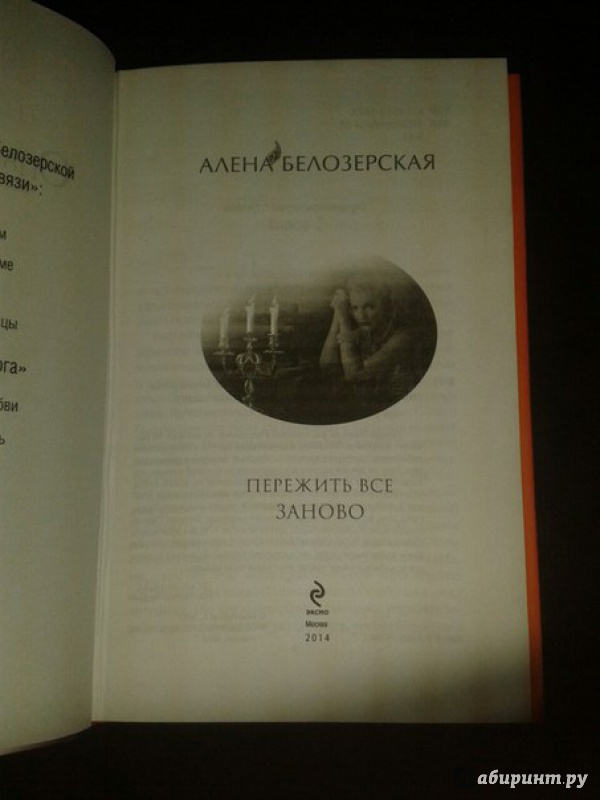 Белозерской
вязи»:
м
ме
цы
ога»
бви
ь
АЛЕНА БЕЛОЗЕРСКАЯ
ПЕРЕЖИТЬ ВСЕ
ЗАНОВО
ЭКСМО
Москва
2014
абиринт.ру